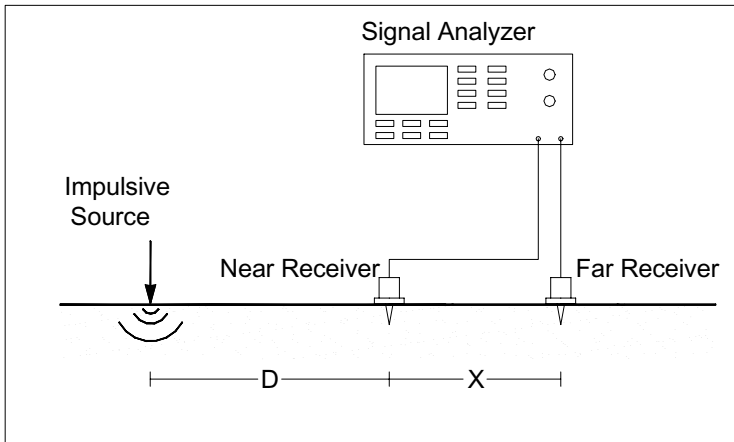 Signal Analyzer
Impulsive
Source
Near Receiver
Far Receiver
D
X